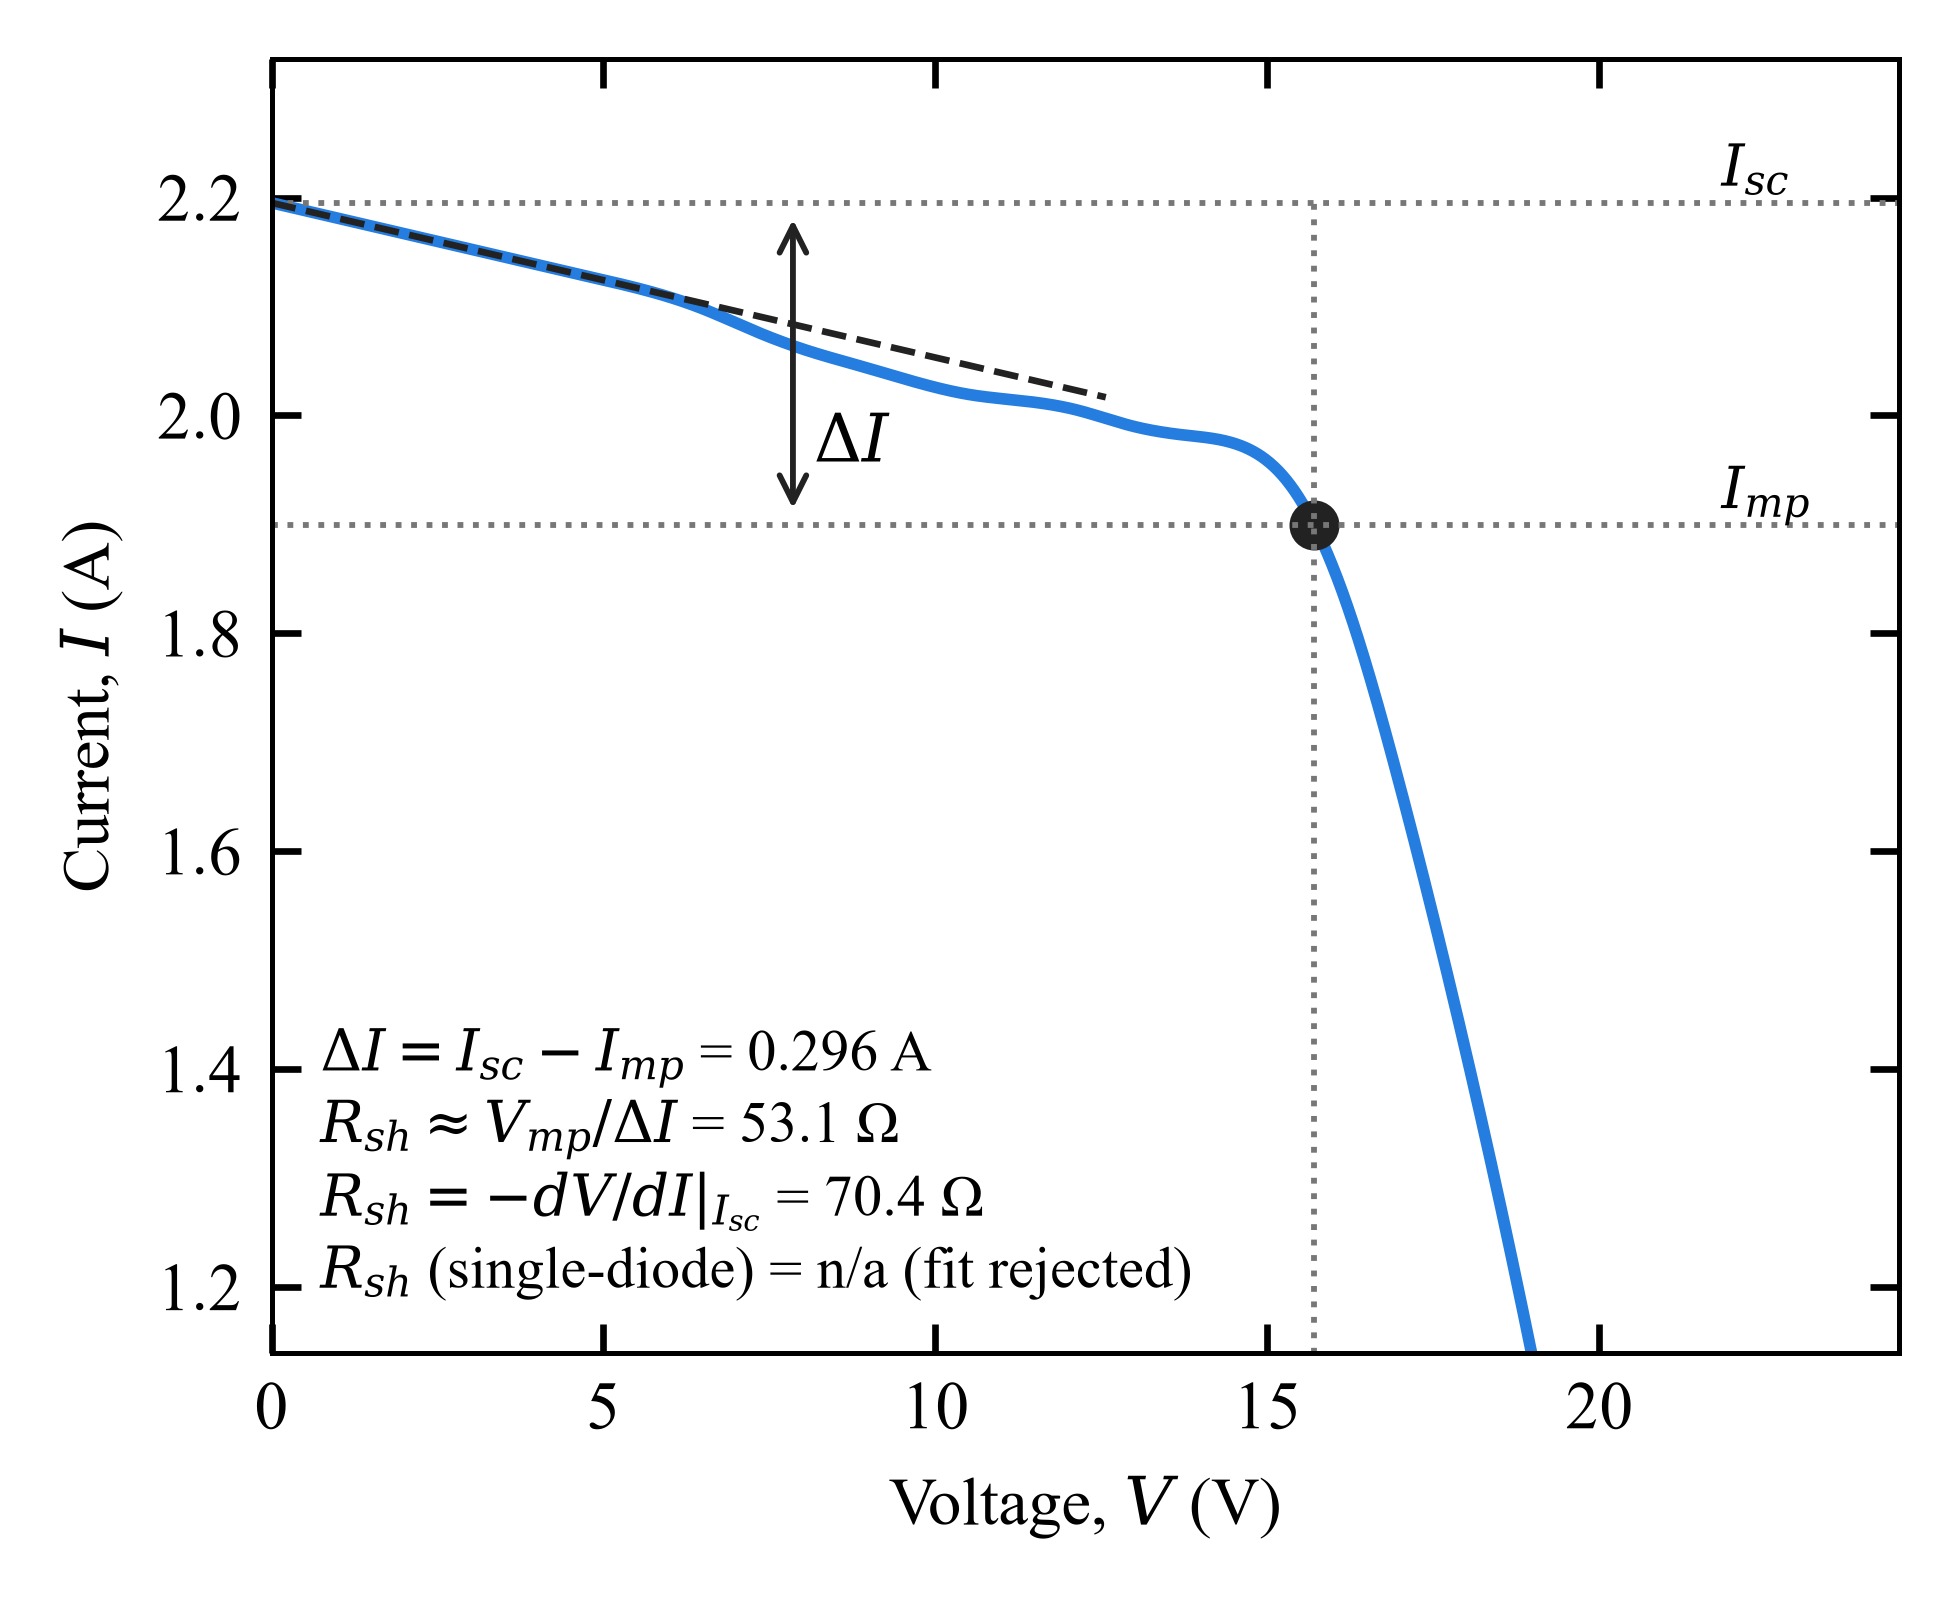 I_sc
2.2
2.0
ΔI
I_mp
1.8
1.6
1.4
1.2
Current, I (A)
ΔI = I_sc − I_mp = 0.296 A
R_sh ≈ V_mp/ΔI = 53.1 Ω
R_sh = −dV/dI|_I_sc = 70.4 Ω
R_sh (single-diode) = n/a (fit rejected)
0 5 10 15 20
Voltage, V (V)